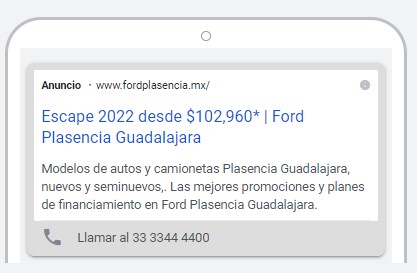 Anuncio · www.fordplasencia.mx/
Escape 2022 desde $102,960* | Ford
Plasencia Guadalajara
Modelos de autos y camionetas Plasencia Guadalajara,
nuevos y seminuevos,. Las mejores promociones y planes
de financiamiento en Ford Plasencia Guadalajara.
Llamar al 33 3344 4400